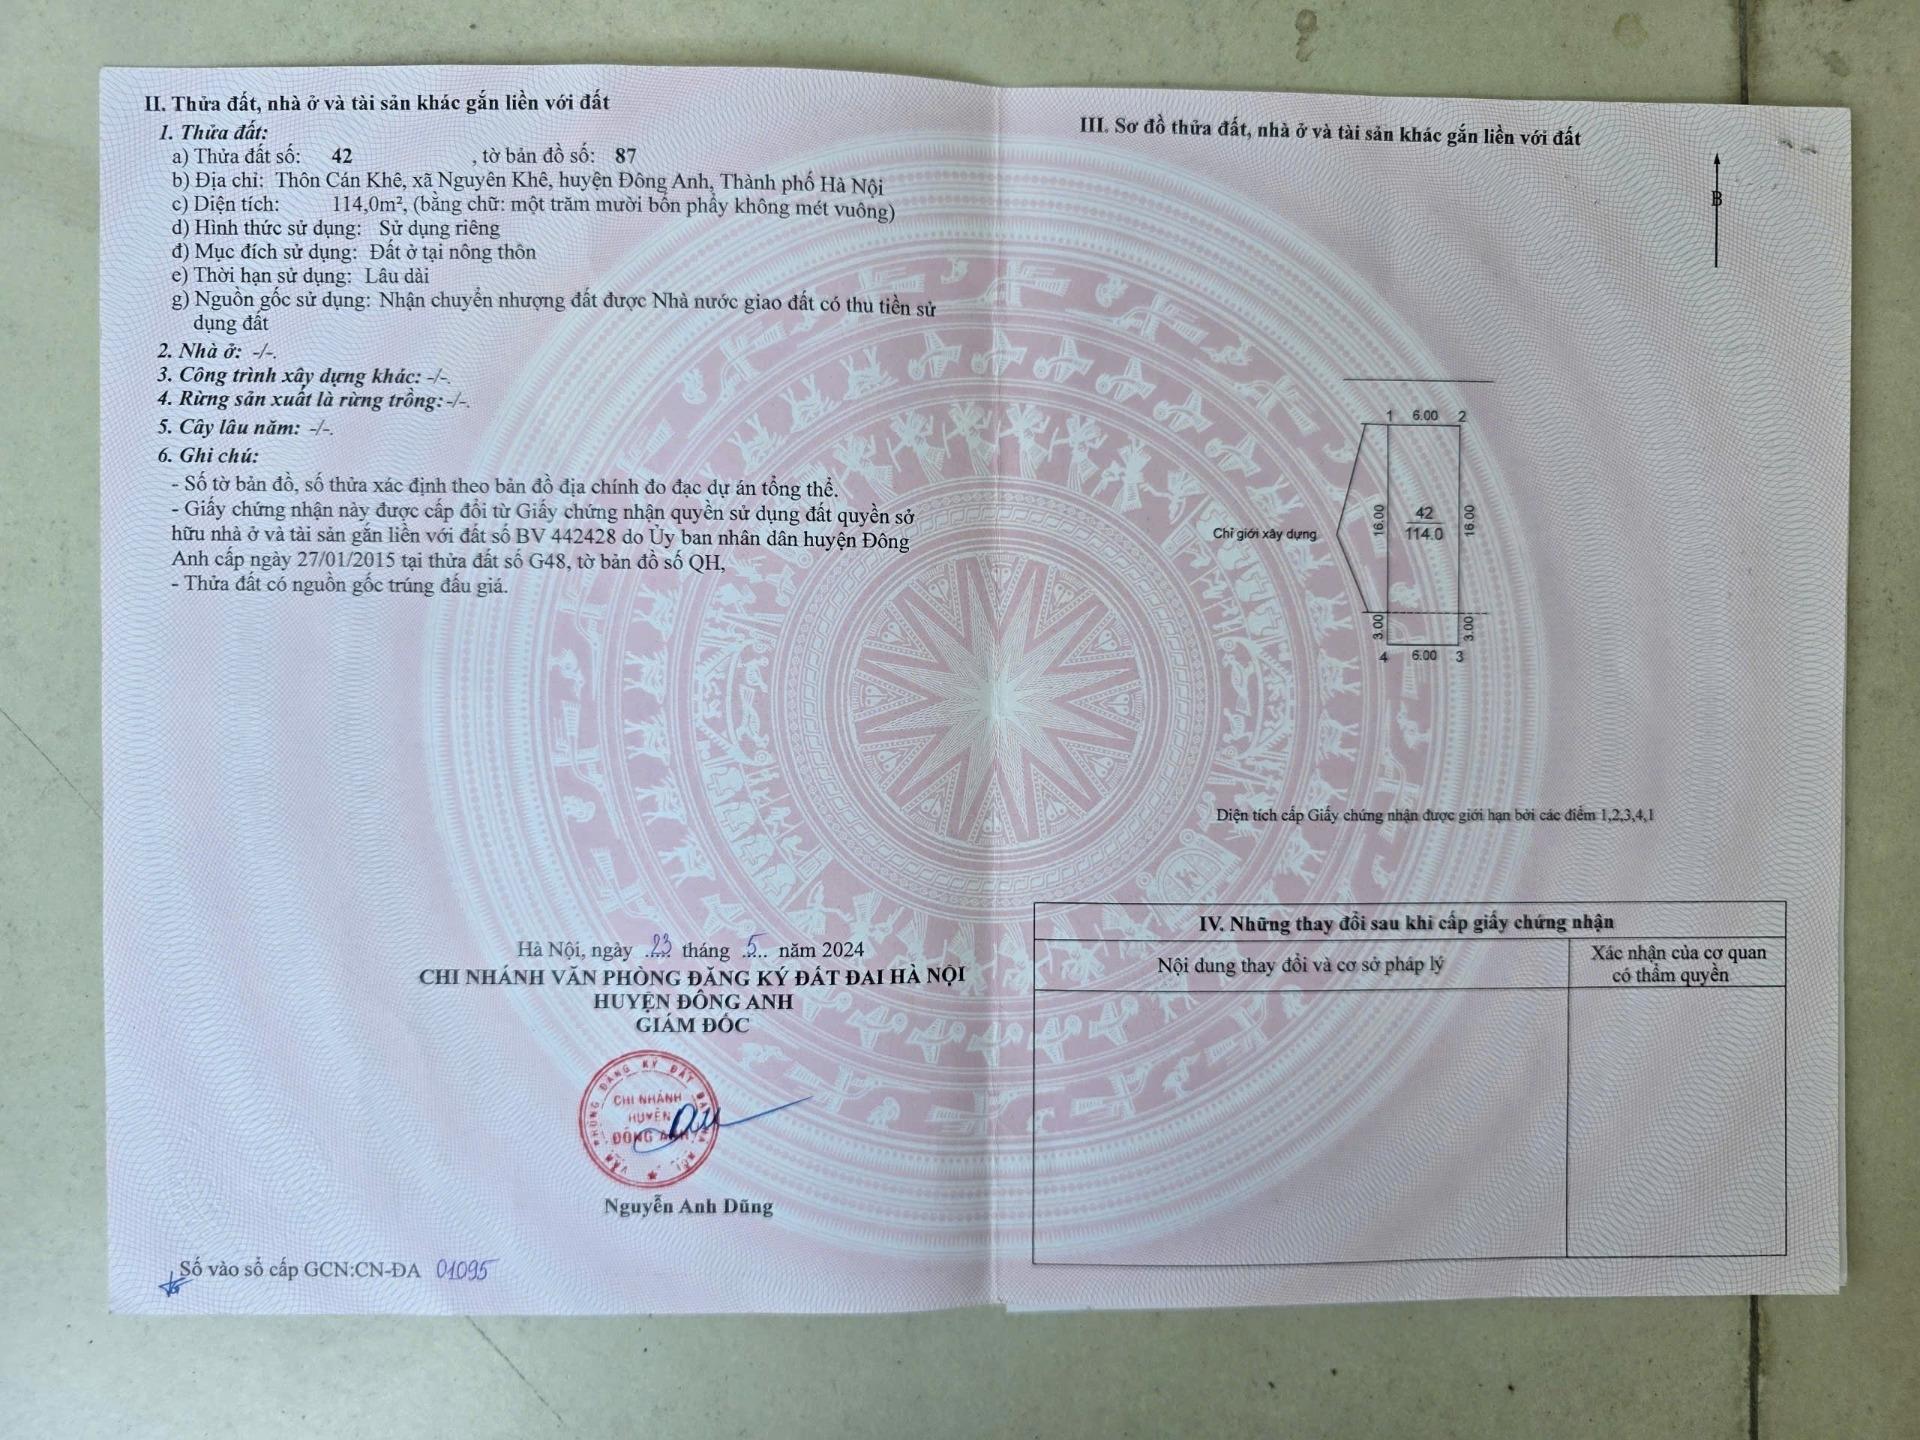 II. Thửa đất, nhà ở và tài sản khác gắn liền với đất
1. Thửa đất:
a) Thửa đất số: 42 , tờ bản đồ số: 87
b) Địa chỉ: Thôn Cán Khê, xã Nguyên Khê, huyện Đông Anh, Thành phố Hà Nội
c) Diện tích: 114,0m², (bằng chữ: một trăm mười bốn phẩy không mét vuông)
d) Hình thức sử dụng: Sử dụng riêng
đ) Mục đích sử dụng: Đất ở tại nông thôn
e) Thời hạn sử dụng: Lâu dài
g) Nguồn gốc sử dụng: Nhận chuyển nhượng đất được Nhà nước giao đất có thu tiền sử
dụng đất
2. Nhà ở: -/-.
3. Công trình xây dựng khác: -/-.
4. Rừng sản xuất là rừng trồng: -/-.
5. Cây lâu năm: -/-.
6. Ghi chú:
- Số tờ bản đồ, số thửa xác định theo bản đồ địa chính đo đạc dự án tổng thể.
- Giấy chứng nhận này được cấp đổi từ Giấy chứng nhận quyền sử dụng đất quyền sở
hữu nhà ở và tài sản gắn liền với đất số BV 442428 do Ủy ban nhân dân huyện Đông
Anh cấp ngày 27/01/2015 tại thửa đất số G48, tờ bản đồ số QH,
- Thửa đất có nguồn gốc trúng đấu giá.
Hà Nội, ngày 23 tháng 5 năm 2024
CHI NHÁNH VĂN PHÒNG ĐĂNG KÝ ĐẤT ĐAI HÀ NỘI
HUYỆN ĐÔNG ANH
GIÁM ĐỐC
VĂN PHÒNG ĐĂNG KÝ ĐẤT ĐAI HÀ NỘI
CHI NHÁNH
HUYỆN
ĐÔNG ANH
Nguyễn Anh Dũng
Số vào sổ cấp GCN:CN-ĐA 01095
III. Sơ đồ thửa đất, nhà ở và tài sản khác gắn liền với đất
B
1 6.00 2
16.00
42
114.0
16.00
Chỉ giới xây dựng
3.00
3.00
4 6.00 3
Diện tích cấp Giấy chứng nhận được giới hạn bởi các điểm 1,2,3,4,1
IV. Những thay đổi sau khi cấp giấy chứng nhận
Nội dung thay đổi và cơ sở pháp lý
Xác nhận của cơ quan
có thẩm quyền